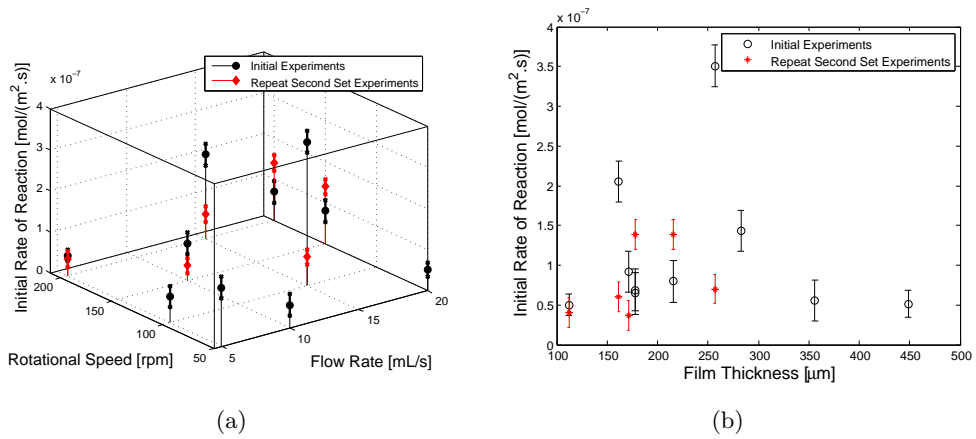 (a)
x 10⁻⁷
Initial Experiments
Repeat Second Set Experiments
4
3
2
1
0
Initial Rate of Reaction [mol/(m².s)]
200
150
100
50
Rotational Speed [rpm]
5
10
15
20
Flow Rate [mL/s]
(a)
(b)
x 10⁻⁷
Initial Experiments
Repeat Second Set Experiments
4
3.5
3
2.5
2
1.5
1
0.5
0
Initial Rate of Reaction [mol/(m².s)]
100
150
200
250
300
350
400
450
500
Film Thickness [µm]
(b)